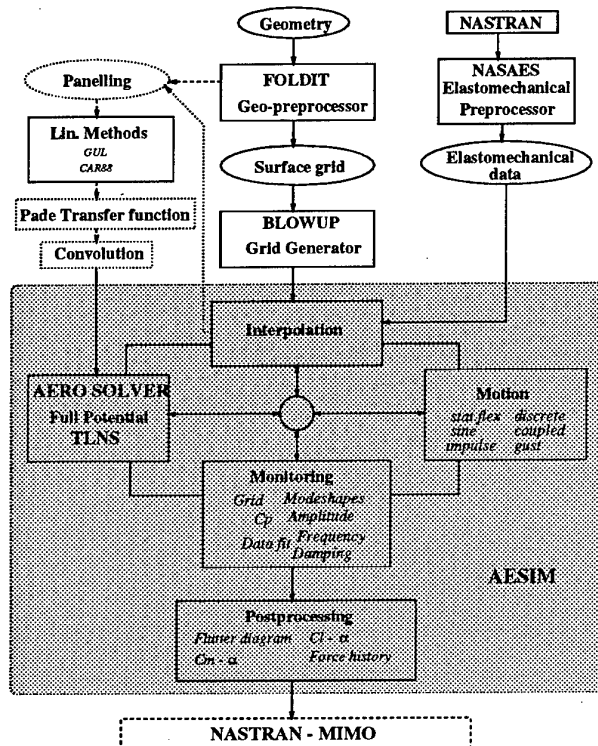 Geometry
NASTRAN
Panelling
FOLDIT
Geo-preprocessor
NASAES
Elastomechanical
Preprocessor
Lin. Methods
GUL
CAR88
Surface grid
Elastomechanical
data
Pade Transfer function
BLOWUP
Grid Generator
Convolution
Interpolation
AERO SOLVER
Full Potential
TLNS
Motion
stat flex discrete
sine coupled
impulse gust
Monitoring
Grid Modeshapes
Cp Amplitude
Data fit Frequency
Damping
AESIM
Postprocessing
Flutter diagram Cl - α
Cm - α Force history
NASTRAN - MIMO